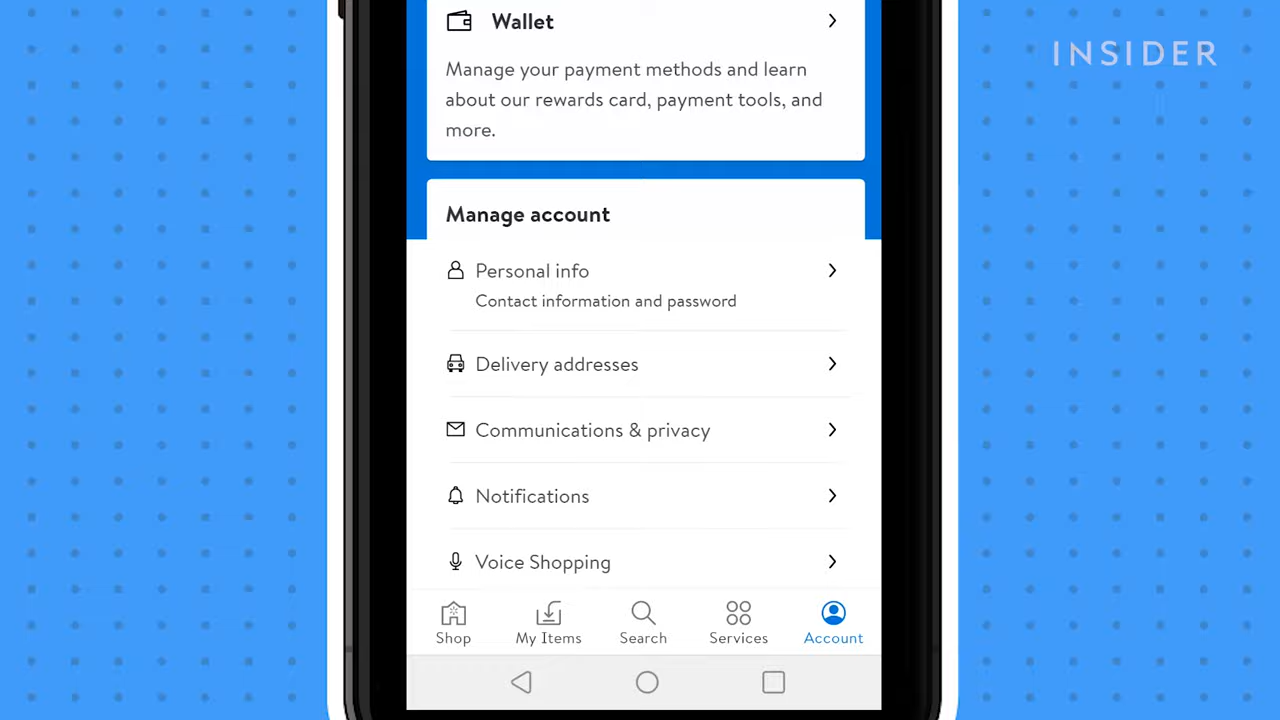 Wallet
INSIDER
Manage your payment methods and learn
about our rewards card, payment tools, and
more.
Manage account
Personal info
Contact information and password
Delivery addresses
Communications & privacy
Notifications
Voice Shopping
Shop
My Items
Search
Services
Account